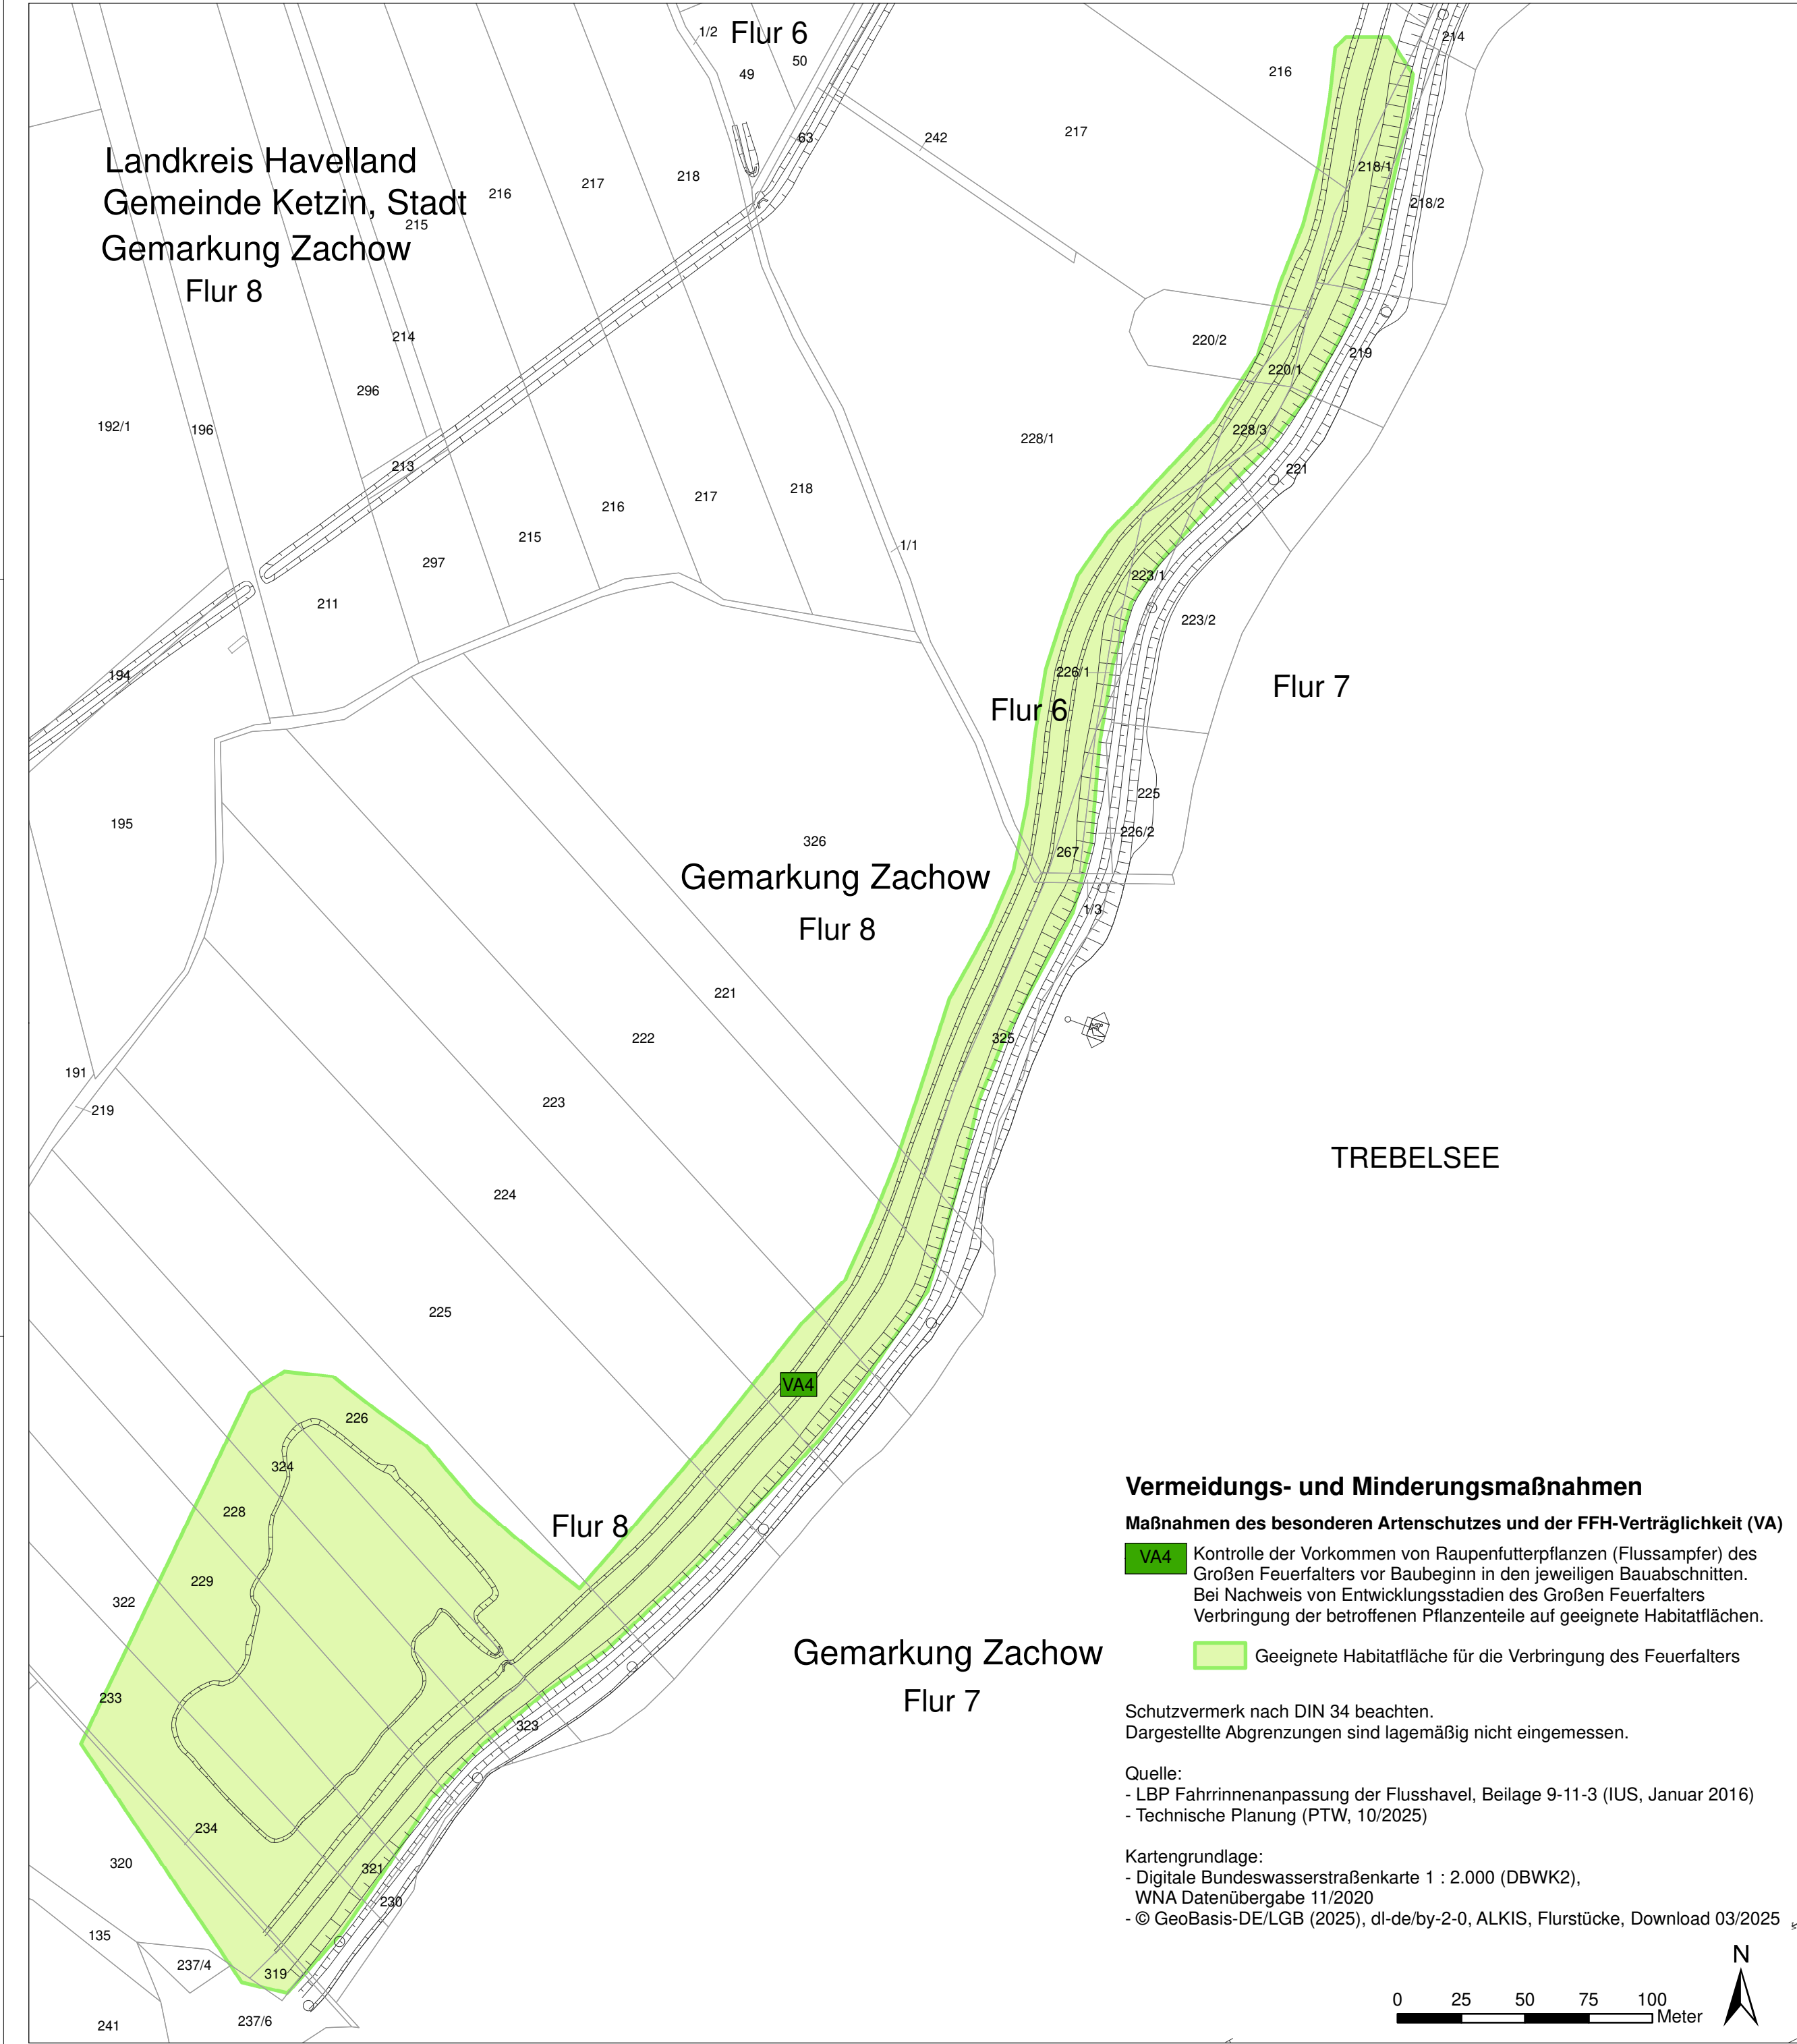 Flur 6
1/2
50
49
214
216
63
242
217
Landkreis Havelland
Gemeinde Ketzin, Stadt
Gemarkung Zachow
Flur 8
215
216
217
218
218/1
218/2
214
296
220/2
219
220/1
192/1
196
228/3
228/1
213
221
218
217
216
215
297
1/1
223/1
211
223/2
194
226/1
Flur 7
Flur 6
225
195
226/2
326
267
Gemarkung Zachow
Flur 8
1/3
221
222
325
191
219
223
TREBELSEE
224
225
VA4
226
324
228
Flur 8
229
322
Gemarkung Zachow
Flur 7
233
323
234
320
321
230
135
237/4
319
237/6
241
Vermeidungs- und Minderungsmaßnahmen
Maßnahmen des besonderen Artenschutzes und der FFH-Verträglichkeit (VA)
VA4 Kontrolle der Vorkommen von Raupenfutterpflanzen (Flussampfer) des
Großen Feuerfalters vor Baubeginn in den jeweiligen Bauabschnitten.
Bei Nachweis von Entwicklungsstadien des Großen Feuerfalters
Verbringung der betroffenen Pflanzenteile auf geeignete Habitatflächen.
Geeignete Habitatfläche für die Verbringung des Feuerfalters
Schutzvermerk nach DIN 34 beachten.
Dargestellte Abgrenzungen sind lagemäßig nicht eingemessen.
Quelle:
- LBP Fahrrinnenanpassung der Flusshavel, Beilage 9-11-3 (IUS, Januar 2016)
- Technische Planung (PTW, 10/2025)
Kartengrundlage:
- Digitale Bundeswasserstraßenkarte 1 : 2.000 (DBWK2),
WNA Datenübergabe 11/2020
- © GeoBasis-DE/LGB (2025), dl-de/by-2-0, ALKIS, Flurstücke, Download 03/2025
N
0 25 50 75 100
Meter